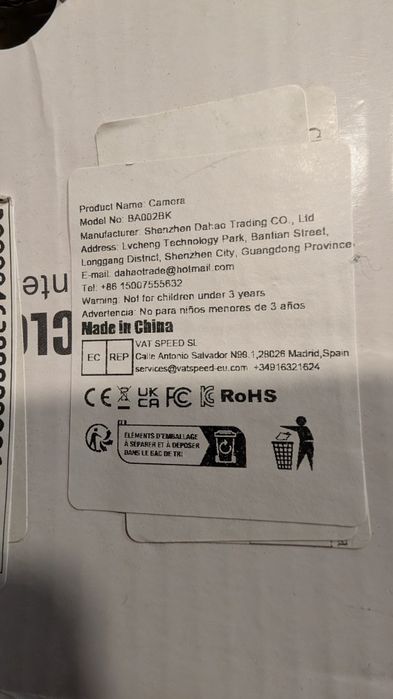 Product Name: Camera
Model No: BA002BK
Manufacturer: Shenzhen Dahao Trading CO., Ltd
Address: Lvcheng Technology Park, Bantian Street,
Longgang District, Shenzhen City, Guangdong Province
E-mail: dahaotrade@hotmail.com
Tel: +86 15007555632
Warning: Not for children under 3 years
Advertencia: No para niños menores de 3 años
Made in China
EC REP
VAT SPEED SL
Calle Antonio Salvador N99.1,28026 Madrid,Spain
services@vatspeed-eu.com +34916321624
CE UK CA FC RoHS
ÉLÉMENTS D'EMBALLAGE
À SÉPARER ET À DÉPOSER
DANS LE BAC DE TRI